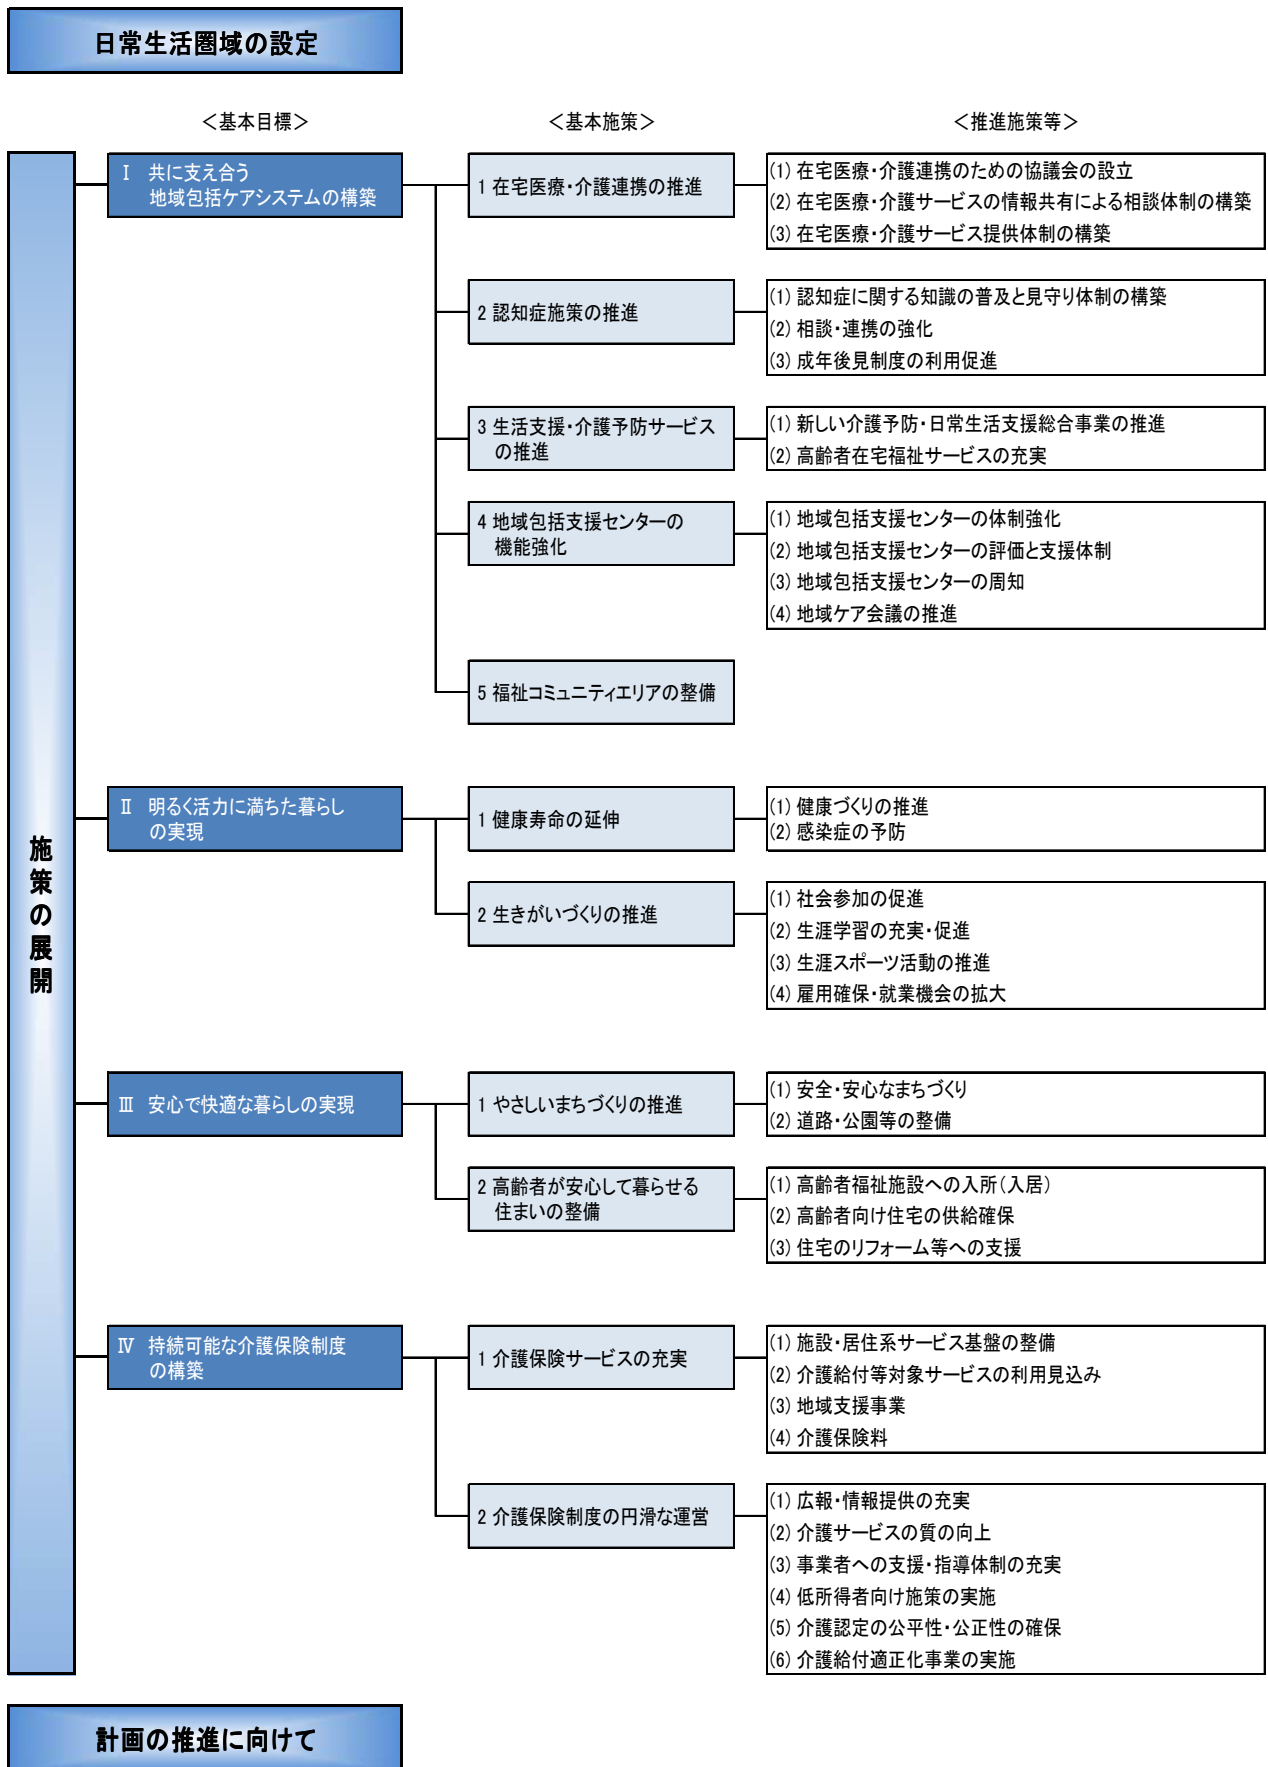 日常生活圏域の設定
＜基本目標＞
＜基本施策＞
＜推進施策等＞
施策の展開
Ⅰ 共に支え合う
地域包括ケアシステムの構築
1 在宅医療・介護連携の推進
(1) 在宅医療・介護連携のための協議会の設立
(2) 在宅医療・介護サービスの情報共有による相談体制の構築
(3) 在宅医療・介護サービス提供体制の構築
2 認知症施策の推進
(1) 認知症に関する知識の普及と見守り体制の構築
(2) 相談・連携の強化
(3) 成年後見制度の利用促進
3 生活支援・介護予防サービス
の推進
(1) 新しい介護予防・日常生活支援総合事業の推進
(2) 高齢者在宅福祉サービスの充実
4 地域包括支援センターの
機能強化
(1) 地域包括支援センターの体制強化
(2) 地域包括支援センターの評価と支援体制
(3) 地域包括支援センターの周知
(4) 地域ケア会議の推進
5 福祉コミュニティエリアの整備
Ⅱ 明るく活力に満ちた暮らし
の実現
1 健康寿命の延伸
(1) 健康づくりの推進
(2) 感染症の予防
2 生きがいづくりの推進
(1) 社会参加の促進
(2) 生涯学習の充実・促進
(3) 生涯スポーツ活動の推進
(4) 雇用確保・就業機会の拡大
Ⅲ 安心で快適な暮らしの実現
1 やさしいまちづくりの推進
(1) 安全・安心なまちづくり
(2) 道路・公園等の整備
2 高齢者が安心して暮らせる
住まいの整備
(1) 高齢者福祉施設への入所（入居）
(2) 高齢者向け住宅の供給確保
(3) 住宅のリフォーム等への支援
Ⅳ 持続可能な介護保険制度
の構築
1 介護保険サービスの充実
(1) 施設・居住系サービス基盤の整備
(2) 介護給付等対象サービスの利用見込み
(3) 地域支援事業
(4) 介護保険料
2 介護保険制度の円滑な運営
(1) 広報・情報提供の充実
(2) 介護サービスの質の向上
(3) 事業者への支援・指導体制の充実
(4) 低所得者向け施策の実施
(5) 介護認定の公平性・公正性の確保
(6) 介護給付適正化事業の実施
計画の推進に向けて